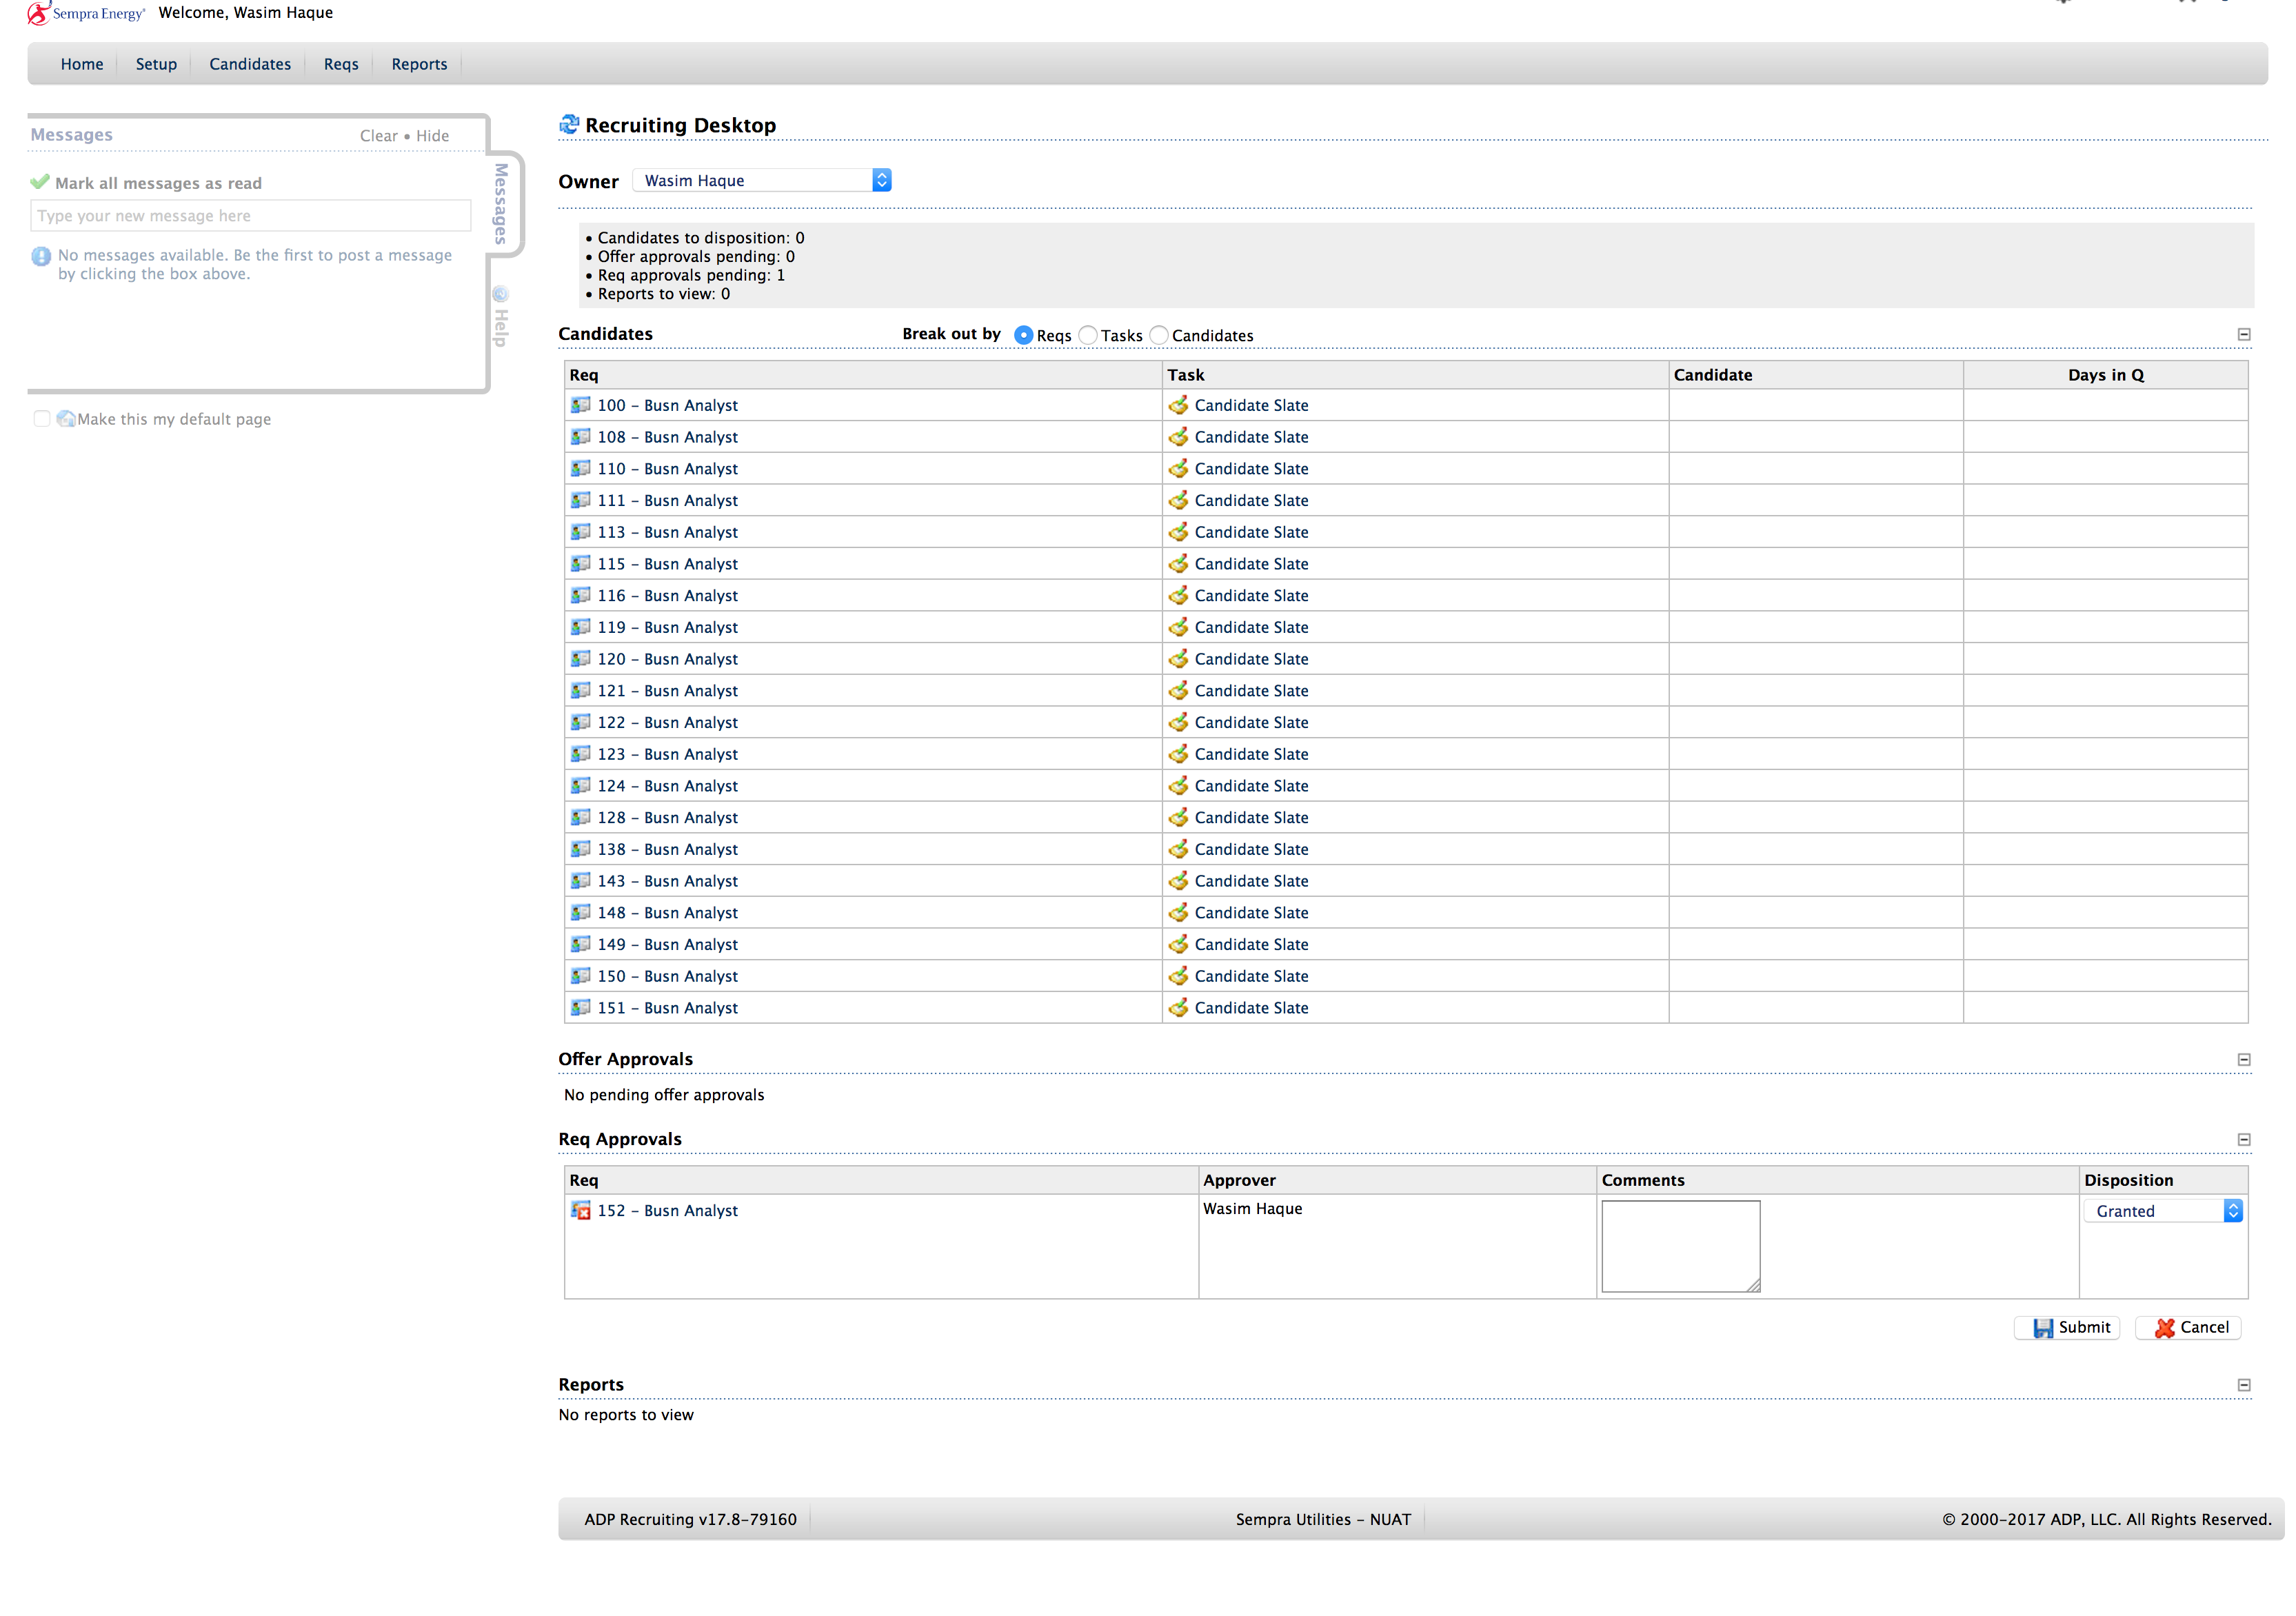 Sempra Energy® Welcome, Wasim Haque
Home Setup Candidates Reqs Reports
Messages Clear • Hide
Mark all messages as read
Type your new message here
No messages available. Be the first to post a message
by clicking the box above.
Messages
Help
Make this my default page
Recruiting Desktop
Owner Wasim Haque
• Candidates to disposition: 0
• Offer approvals pending: 0
• Req approvals pending: 1
• Reports to view: 0
Candidates Break out by Reqs Tasks Candidates
Req Task Candidate Days in Q
100 – Busn Analyst Candidate Slate
108 – Busn Analyst Candidate Slate
110 – Busn Analyst Candidate Slate
111 – Busn Analyst Candidate Slate
113 – Busn Analyst Candidate Slate
115 – Busn Analyst Candidate Slate
116 – Busn Analyst Candidate Slate
119 – Busn Analyst Candidate Slate
120 – Busn Analyst Candidate Slate
121 – Busn Analyst Candidate Slate
122 – Busn Analyst Candidate Slate
123 – Busn Analyst Candidate Slate
124 – Busn Analyst Candidate Slate
128 – Busn Analyst Candidate Slate
138 – Busn Analyst Candidate Slate
143 – Busn Analyst Candidate Slate
148 – Busn Analyst Candidate Slate
149 – Busn Analyst Candidate Slate
150 – Busn Analyst Candidate Slate
151 – Busn Analyst Candidate Slate
Offer Approvals
No pending offer approvals
Req Approvals
Req Approver Comments Disposition
152 – Busn Analyst Wasim Haque Granted
Submit Cancel
Reports
No reports to view
ADP Recruiting v17.8–79160 Sempra Utilities – NUAT © 2000–2017 ADP, LLC. All Rights Reserved.